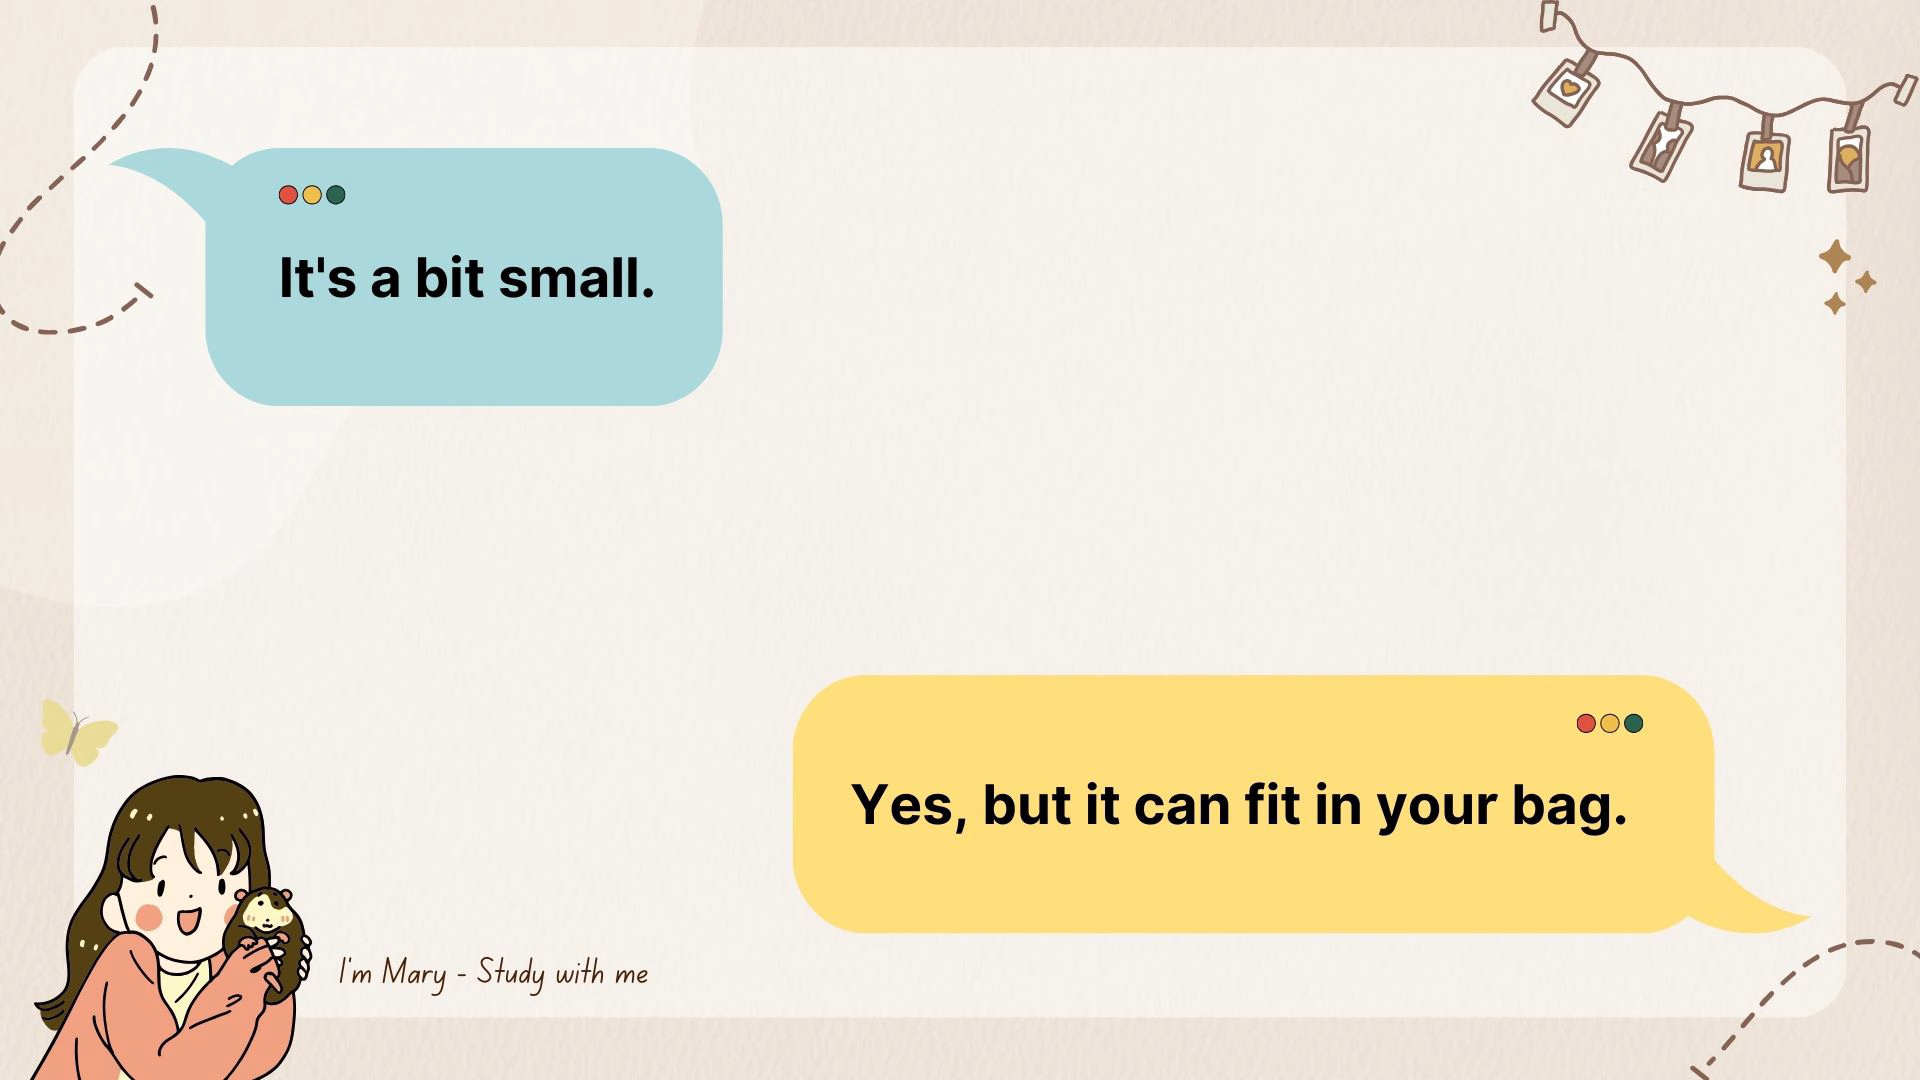 It's a bit small.
Yes, but it can fit in your bag.
I'm Mary - Study with me